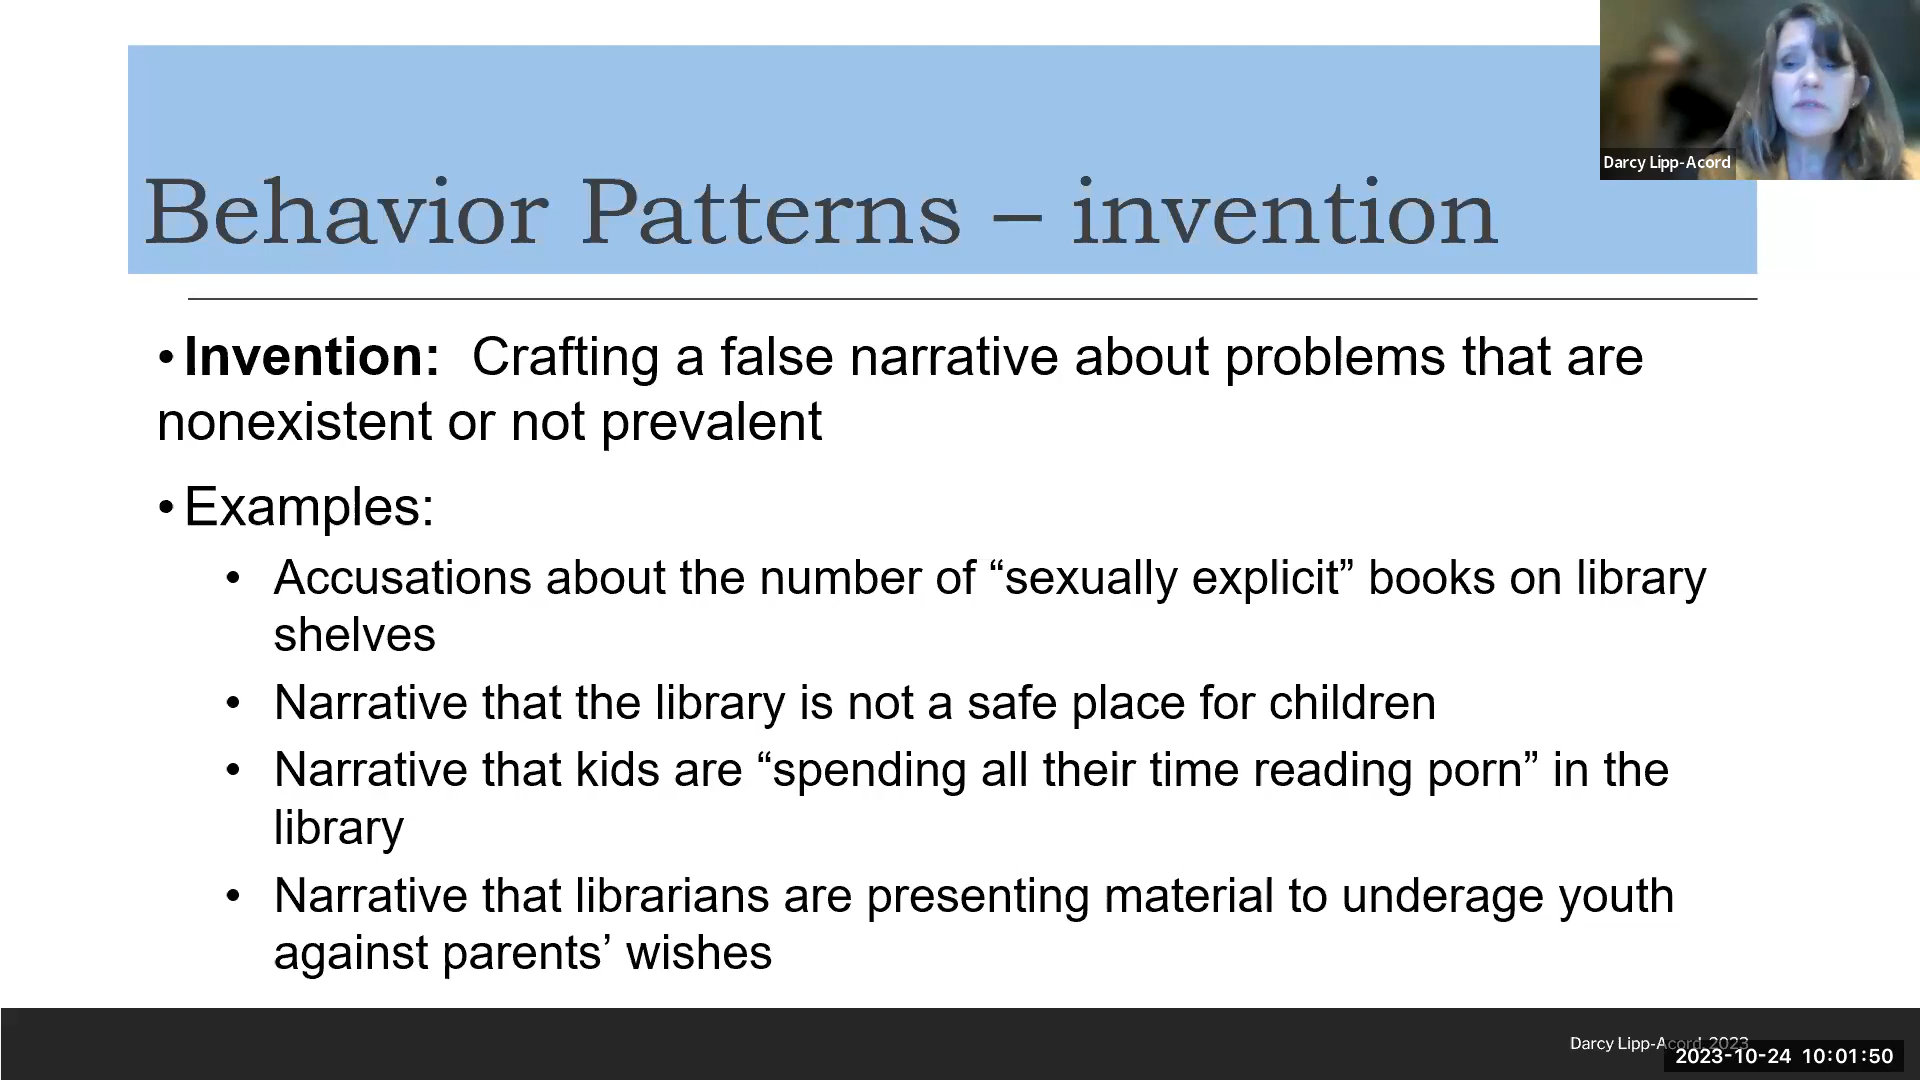 Darcy Lipp-Acord
Behavior Patterns – invention
• Invention:  Crafting a false narrative about problems that are
nonexistent or not prevalent
• Examples:
• Accusations about the number of “sexually explicit” books on library
shelves
• Narrative that the library is not a safe place for children
• Narrative that kids are “spending all their time reading porn” in the
library
• Narrative that librarians are presenting material to underage youth
against parents’ wishes
Darcy Lipp-Acord, 2023
2023-10-24 10:01:50